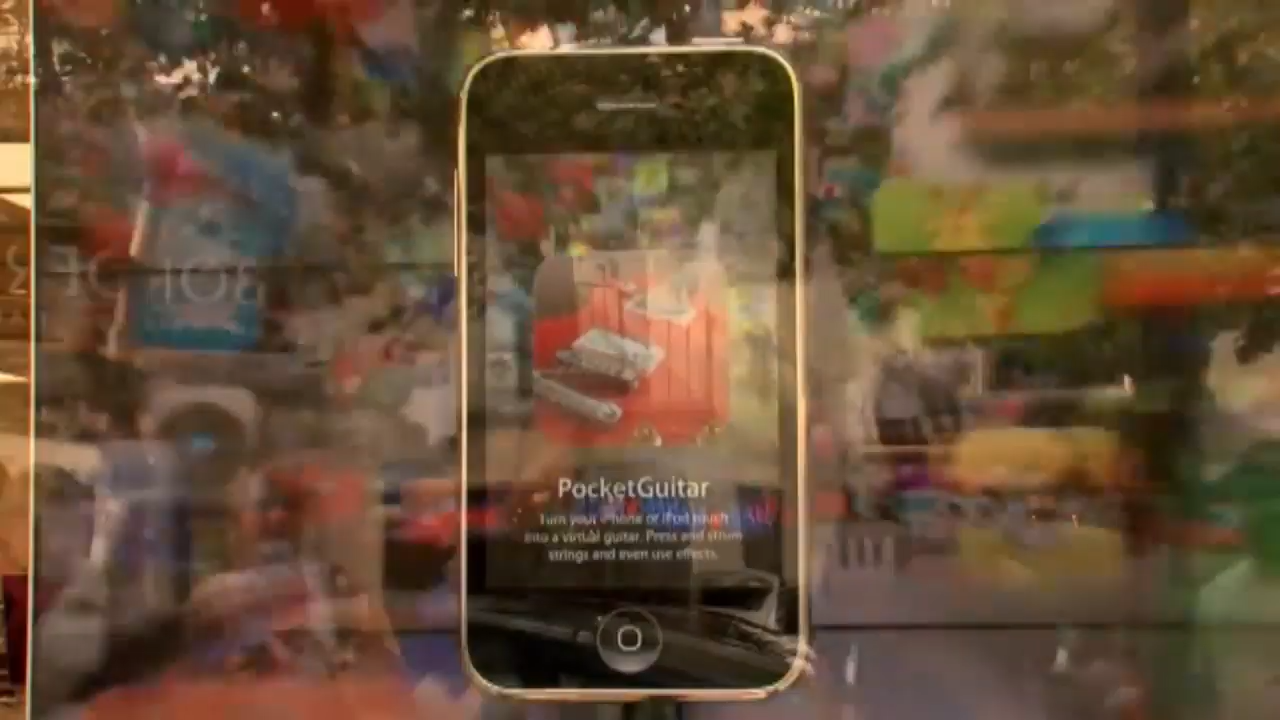 PocketGuitar
Turn your iPhone or iPod touch
into a virtual guitar. Press and strum
strings and even use effects.